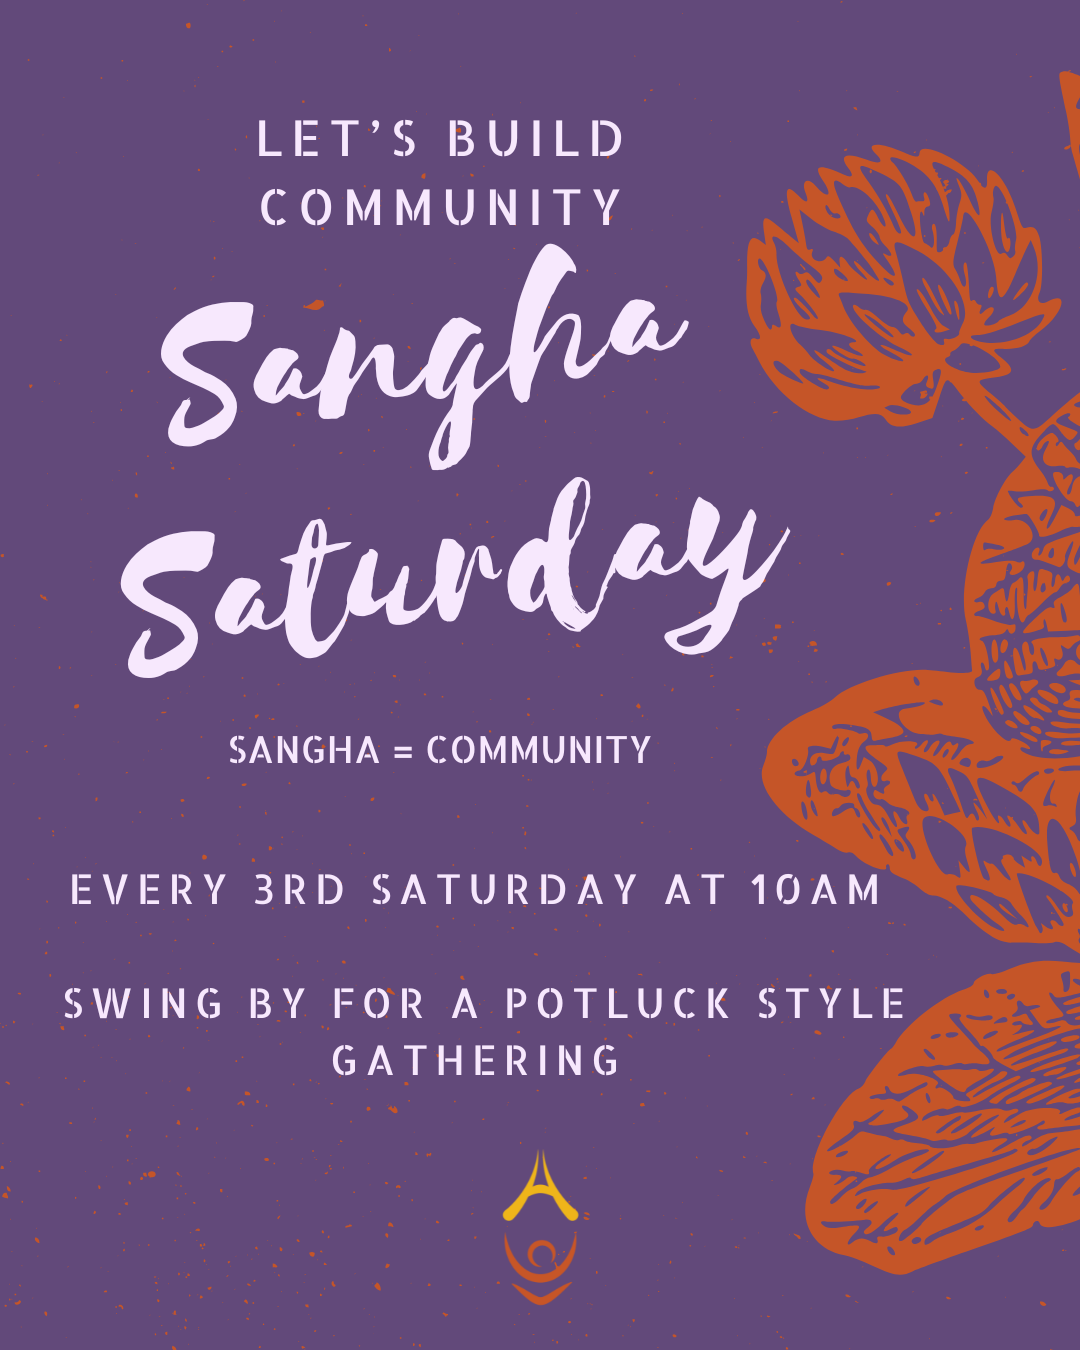 LET'S BUILD
COMMUNITY
Sangha
Saturday
SANGHA = COMMUNITY
EVERY 3RD SATURDAY AT 10AM
SWING BY FOR A POTLUCK STYLE
GATHERING